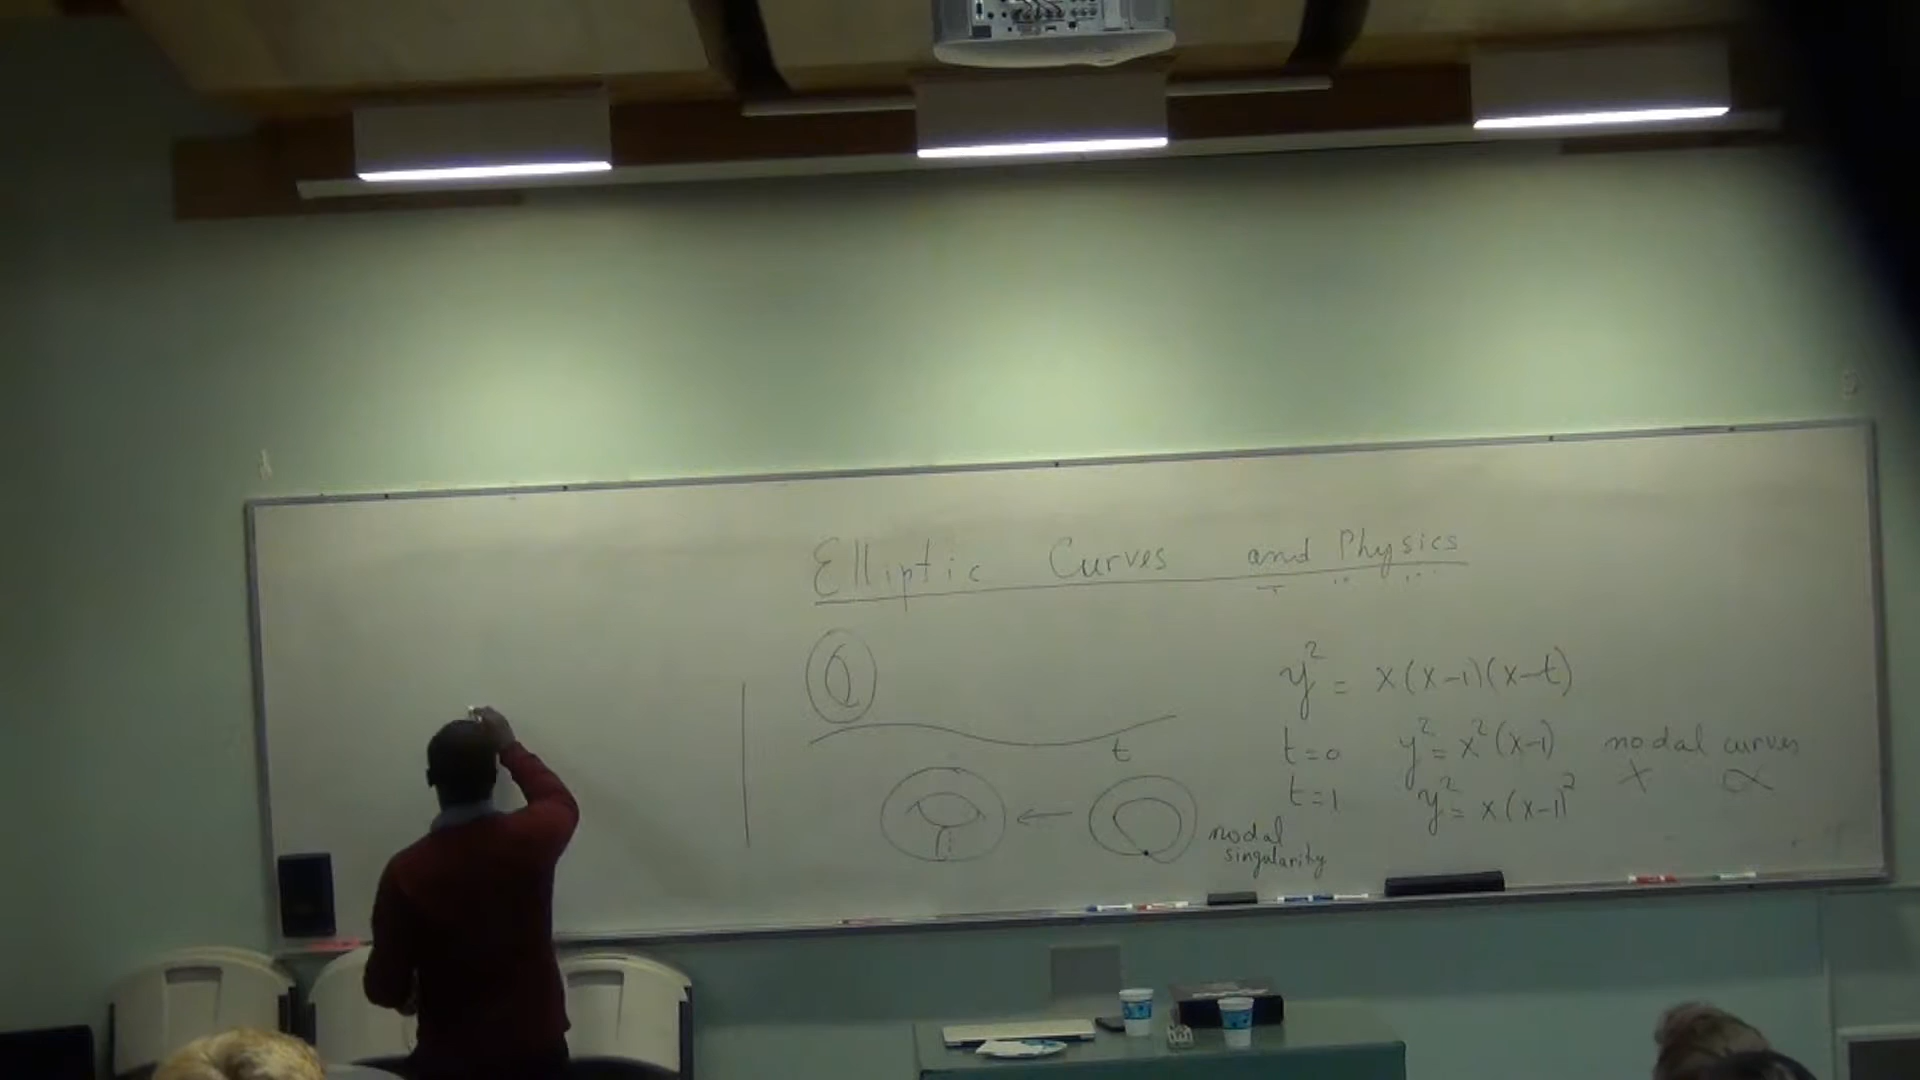 Elliptic Curves and Physics
y² = x(x-1)(x-t)
t
t=0 y² = x²(x-1) nodal curves
t=1 y² = x(x-1)²
nodal
singularity